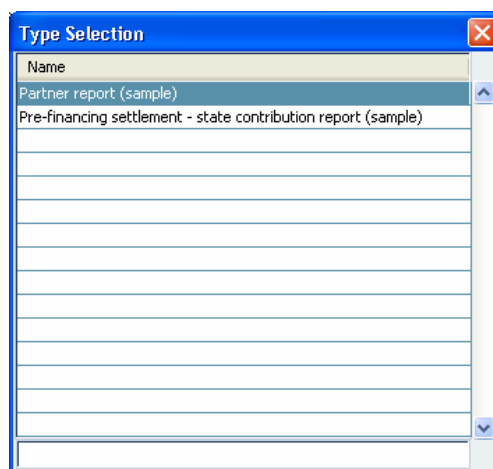 Type Selection
Name
Partner report (sample)
Pre-financing settlement - state contribution report (sample)